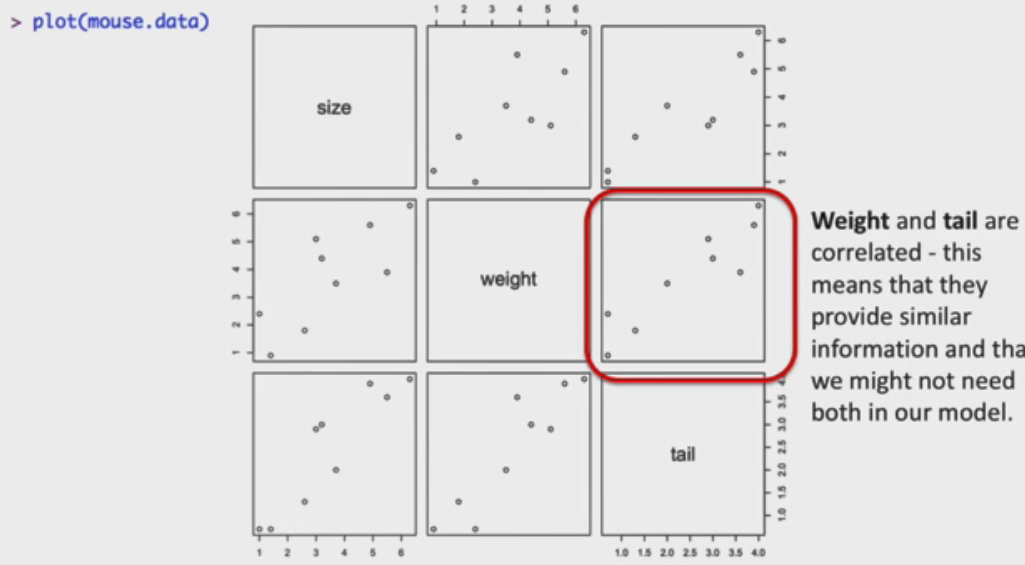 > plot(mouse.data)
1 2 3 4 5 6
size
1 2 3 4 5 6
1 2 3 4 5 6
weight
Weight and tail are
correlated - this
means that they
provide similar
information and tha
we might not need
both in our model.
tail
1.0 1.5 2.0 2.5 3.0 3.5 4
1 2 3 4 5 6
1.0 1.5 2.0 2.5 3.0 3.5 4.0